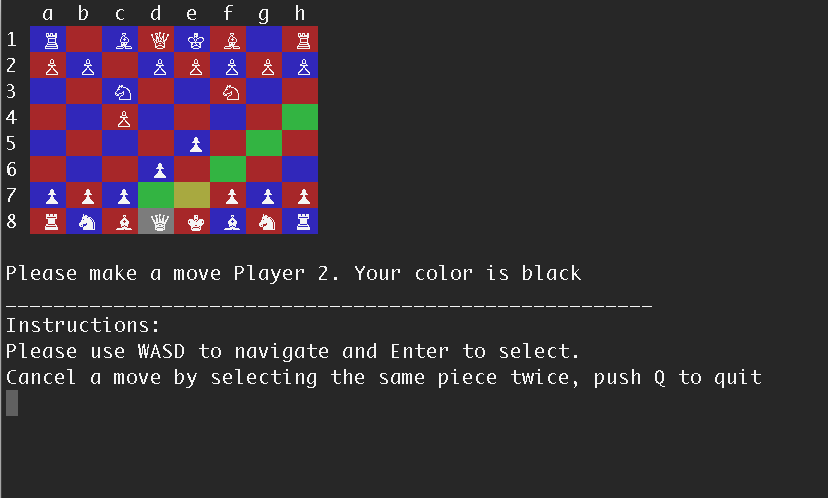 a b c d e f g h
1 ♖ ♗ ♕ ♔ ♗ ♖
2 ♙ ♙ ♙ ♙ ♙ ♙ ♙
3 ♘ ♘
4 ♙
5 ♟
6 ♟
7 ♟ ♟ ♟ ♟ ♟ ♟
8 ♜ ♞ ♝ ♛ ♚ ♝ ♞ ♜
Please make a move Player 2. Your color is black
______________________________________________________
Instructions:
Please use WASD to navigate and Enter to select.
Cancel a move by selecting the same piece twice, push Q to quit